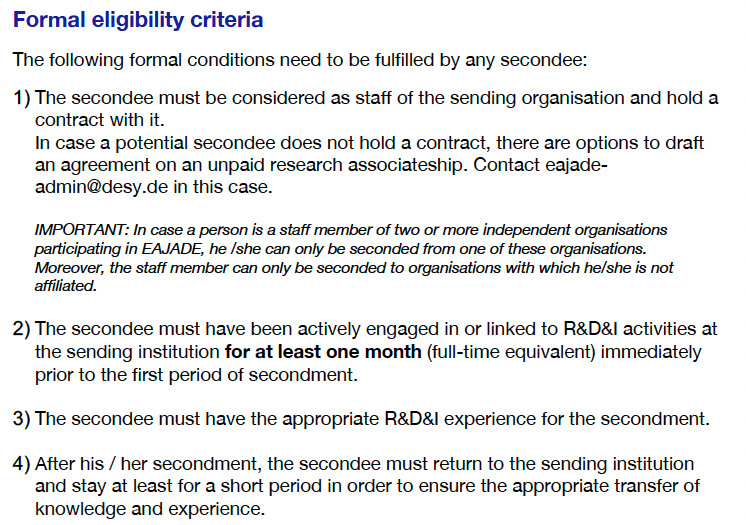 Formal eligibility criteria
The following formal conditions need to be fulfilled by any secondee:
1) The secondee must be considered as staff of the sending organisation and hold a
contract with it.
In case a potential secondee does not hold a contract, there are options to draft
an agreement on an unpaid research associateship. Contact eajade-
admin@desy.de in this case.
IMPORTANT: In case a person is a staff member of two or more independent organisations
participating in EAJADE, he /she can only be seconded from one of these organisations.
Moreover, the staff member can only be seconded to organisations with which he/she is not
affiliated.
2) The secondee must have been actively engaged in or linked to R&D&I activities at
the sending institution for at least one month (full-time equivalent) immediately
prior to the first period of secondment.
3) The secondee must have the appropriate R&D&I experience for the secondment.
4) After his / her secondment, the secondee must return to the sending institution
and stay at least for a short period in order to ensure the appropriate transfer of
knowledge and experience.